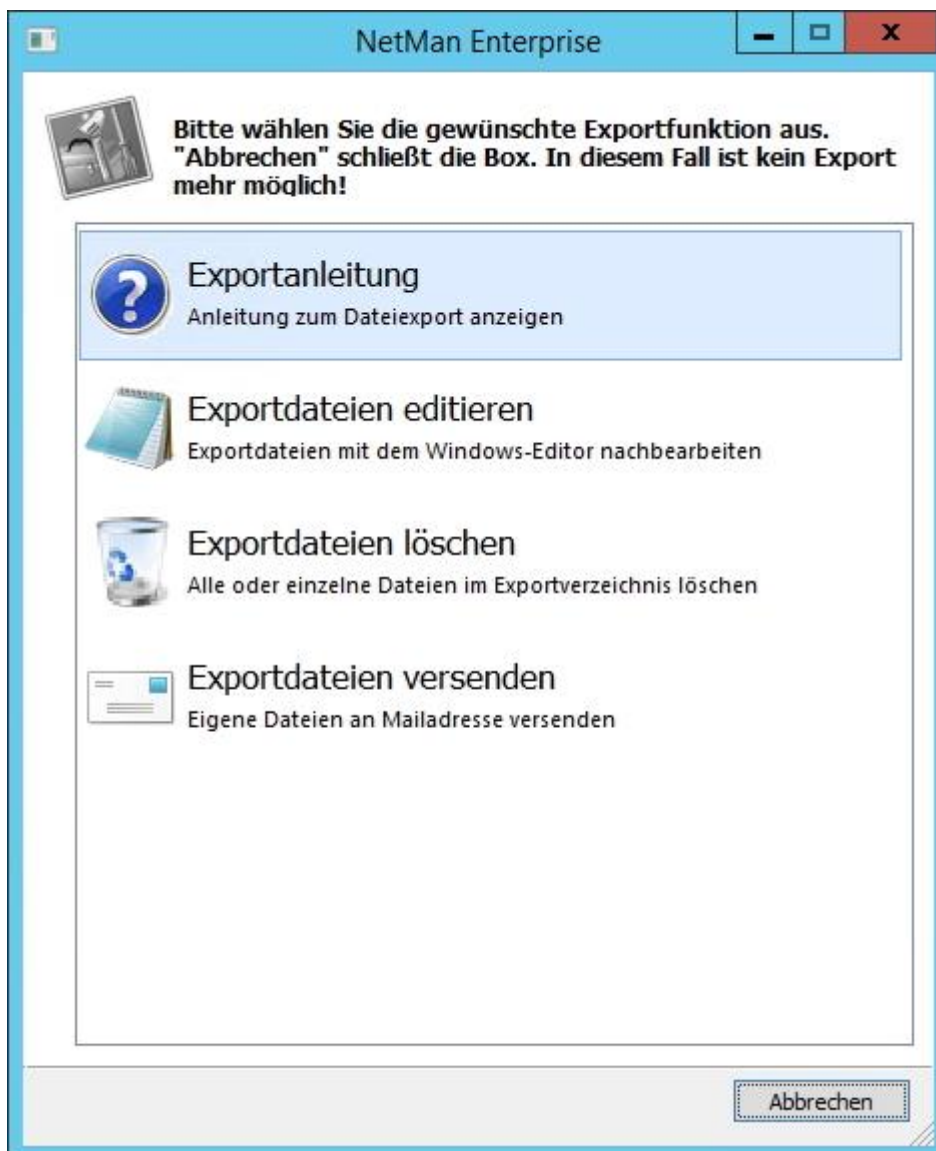 NetMan Enterprise
Bitte wählen Sie die gewünschte Exportfunktion aus.
"Abbrechen" schließt die Box. In diesem Fall ist kein Export
mehr möglich!
Exportanleitung
Anleitung zum Dateiexport anzeigen
Exportdateien editieren
Exportdateien mit dem Windows-Editor nachbearbeiten
Exportdateien löschen
Alle oder einzelne Dateien im Exportverzeichnis löschen
Exportdateien versenden
Eigene Dateien an Mailadresse versenden
Abbrechen